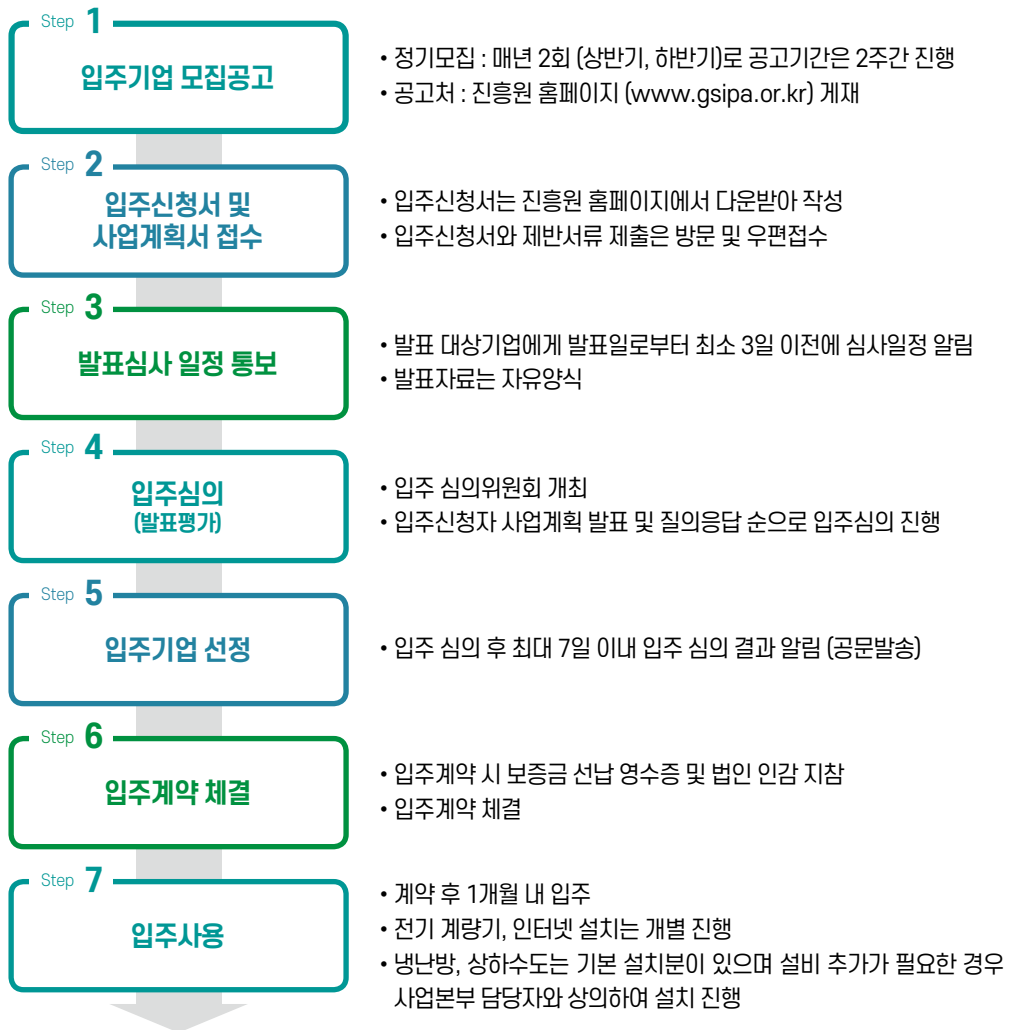 Step 1
입주기업 모집공고
• 정기모집 : 매년 2회 (상반기, 하반기)로 공고기간은 2주간 진행
• 공고처 : 진흥원 홈페이지 (www.gsipa.or.kr) 게재
Step 2
입주신청서 및
사업계획서 접수
• 입주신청서는 진흥원 홈페이지에서 다운받아 작성
• 입주신청서와 제반서류 제출은 방문 및 우편접수
Step 3
발표심사 일정 통보
• 발표 대상기업에게 발표일로부터 최소 3일 이전에 심사일정 알림
• 발표자료는 자유양식
Step 4
입주심의
(발표평가)
• 입주 심의위원회 개최
• 입주신청자 사업계획 발표 및 질의응답 순으로 입주심의 진행
Step 5
입주기업 선정
• 입주 심의 후 최대 7일 이내 입주 심의 결과 알림 (공문발송)
Step 6
입주계약 체결
• 입주계약 시 보증금 선납 영수증 및 법인 인감 지참
• 입주계약 체결
Step 7
입주사용
• 계약 후 1개월 내 입주
• 전기 계량기, 인터넷 설치는 개별 진행
• 냉난방, 상하수도는 기본 설치분이 있으며 설비 추가가 필요한 경우
사업본부 담당자와 상의하여 설치 진행